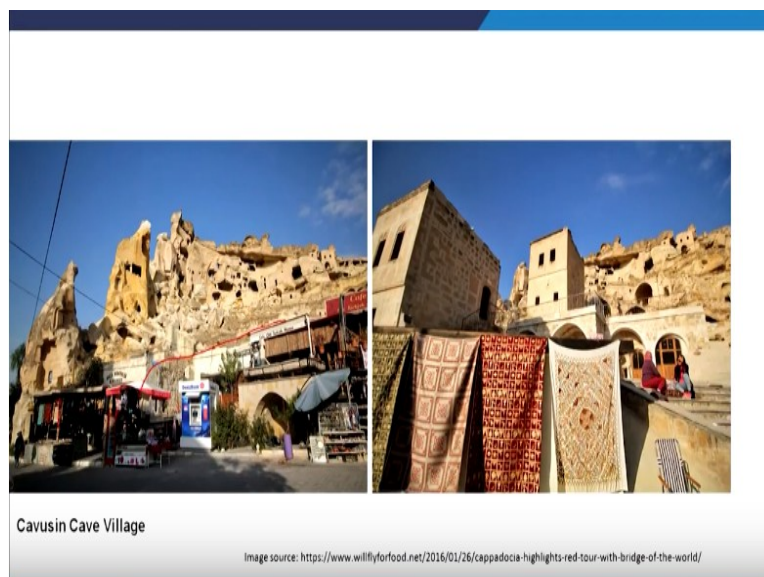 Cafe
Cavusin Cave Village
Image source: https://www.willflyforfood.net/2016/01/26/cappadocia-highlights-red-tour-with-bridge-of-the-world/